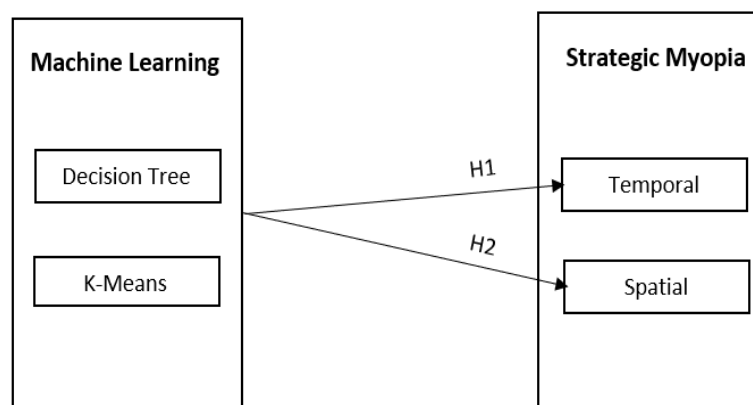 Machine Learning
Decision Tree
K-Means
H1
H2
Strategic Myopia
Temporal
Spatial